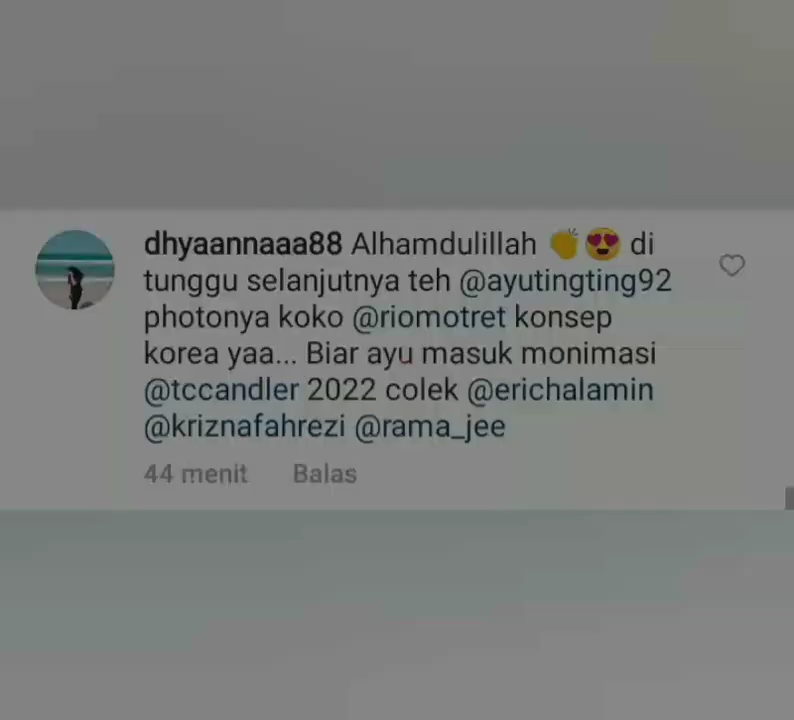 dhyaannaaa88 Alhamdulillah 👏😍 di
tunggu selanjutnya teh @ayutingting92
photonya koko @riomotret konsep
korea yaa... Biar ayu masuk monimasi
@tccandler 2022 colek @erichalamin
@kriznafahrezi @rama_jee
44 menit Balas